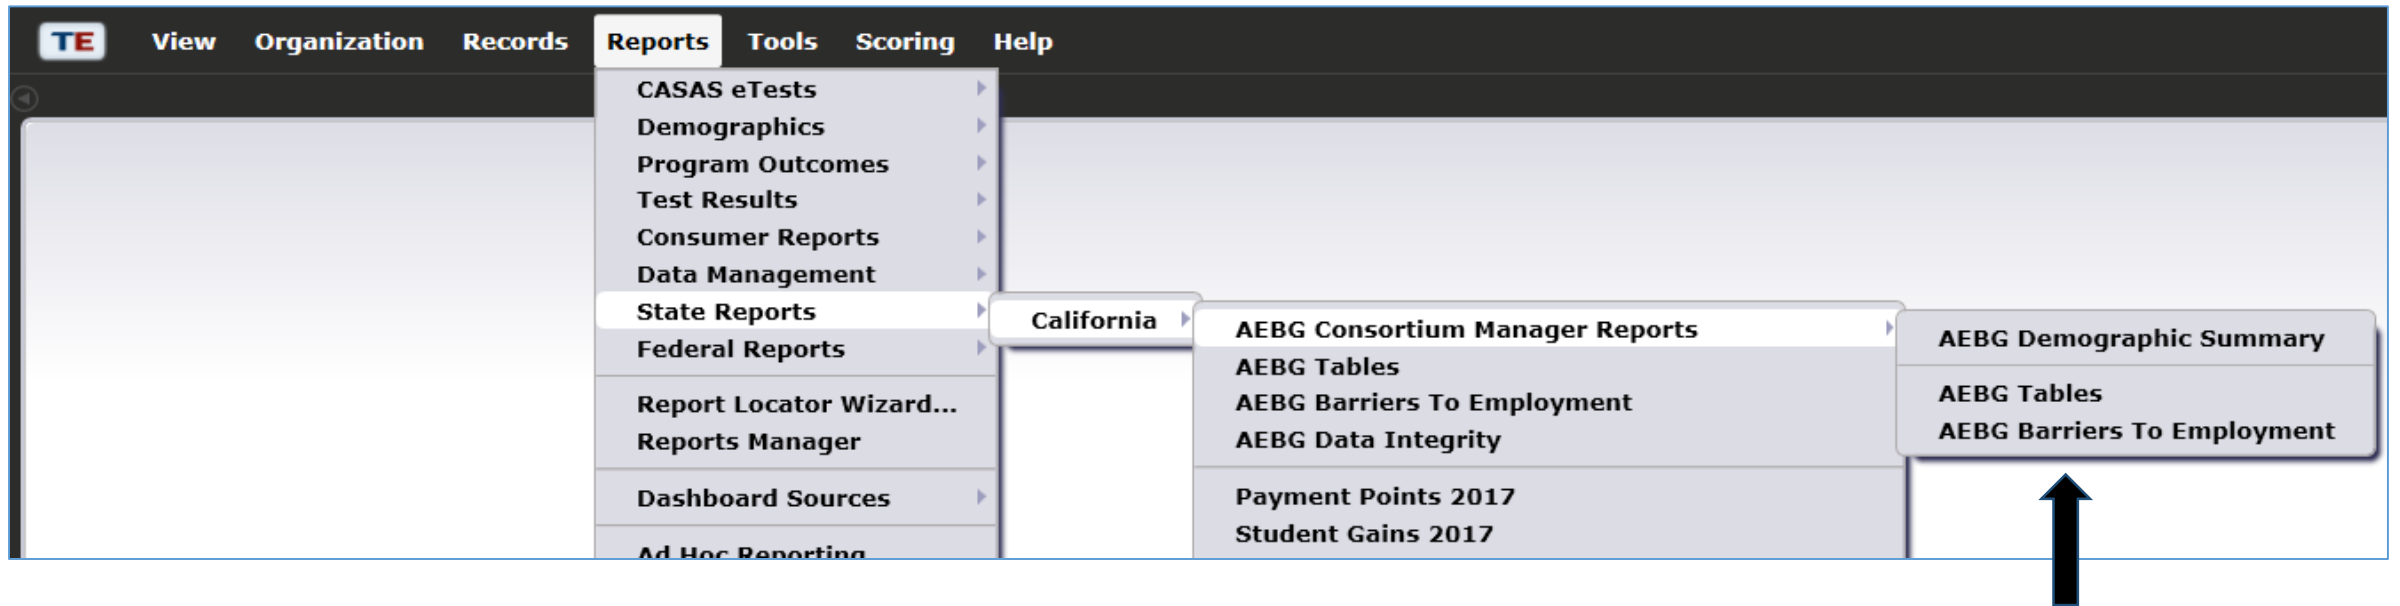 TE View Organization Records Reports Tools Scoring Help
CASAS eTests
Demographics
Program Outcomes
Test Results
Consumer Reports
Data Management
State Reports
Federal Reports
Report Locator Wizard...
Reports Manager
Dashboard Sources
Ad Hoc Reporting
California
AEBG Consortium Manager Reports
AEBG Tables
AEBG Barriers To Employment
AEBG Data Integrity
Payment Points 2017
Student Gains 2017
AEBG Demographic Summary
AEBG Tables
AEBG Barriers To Employment